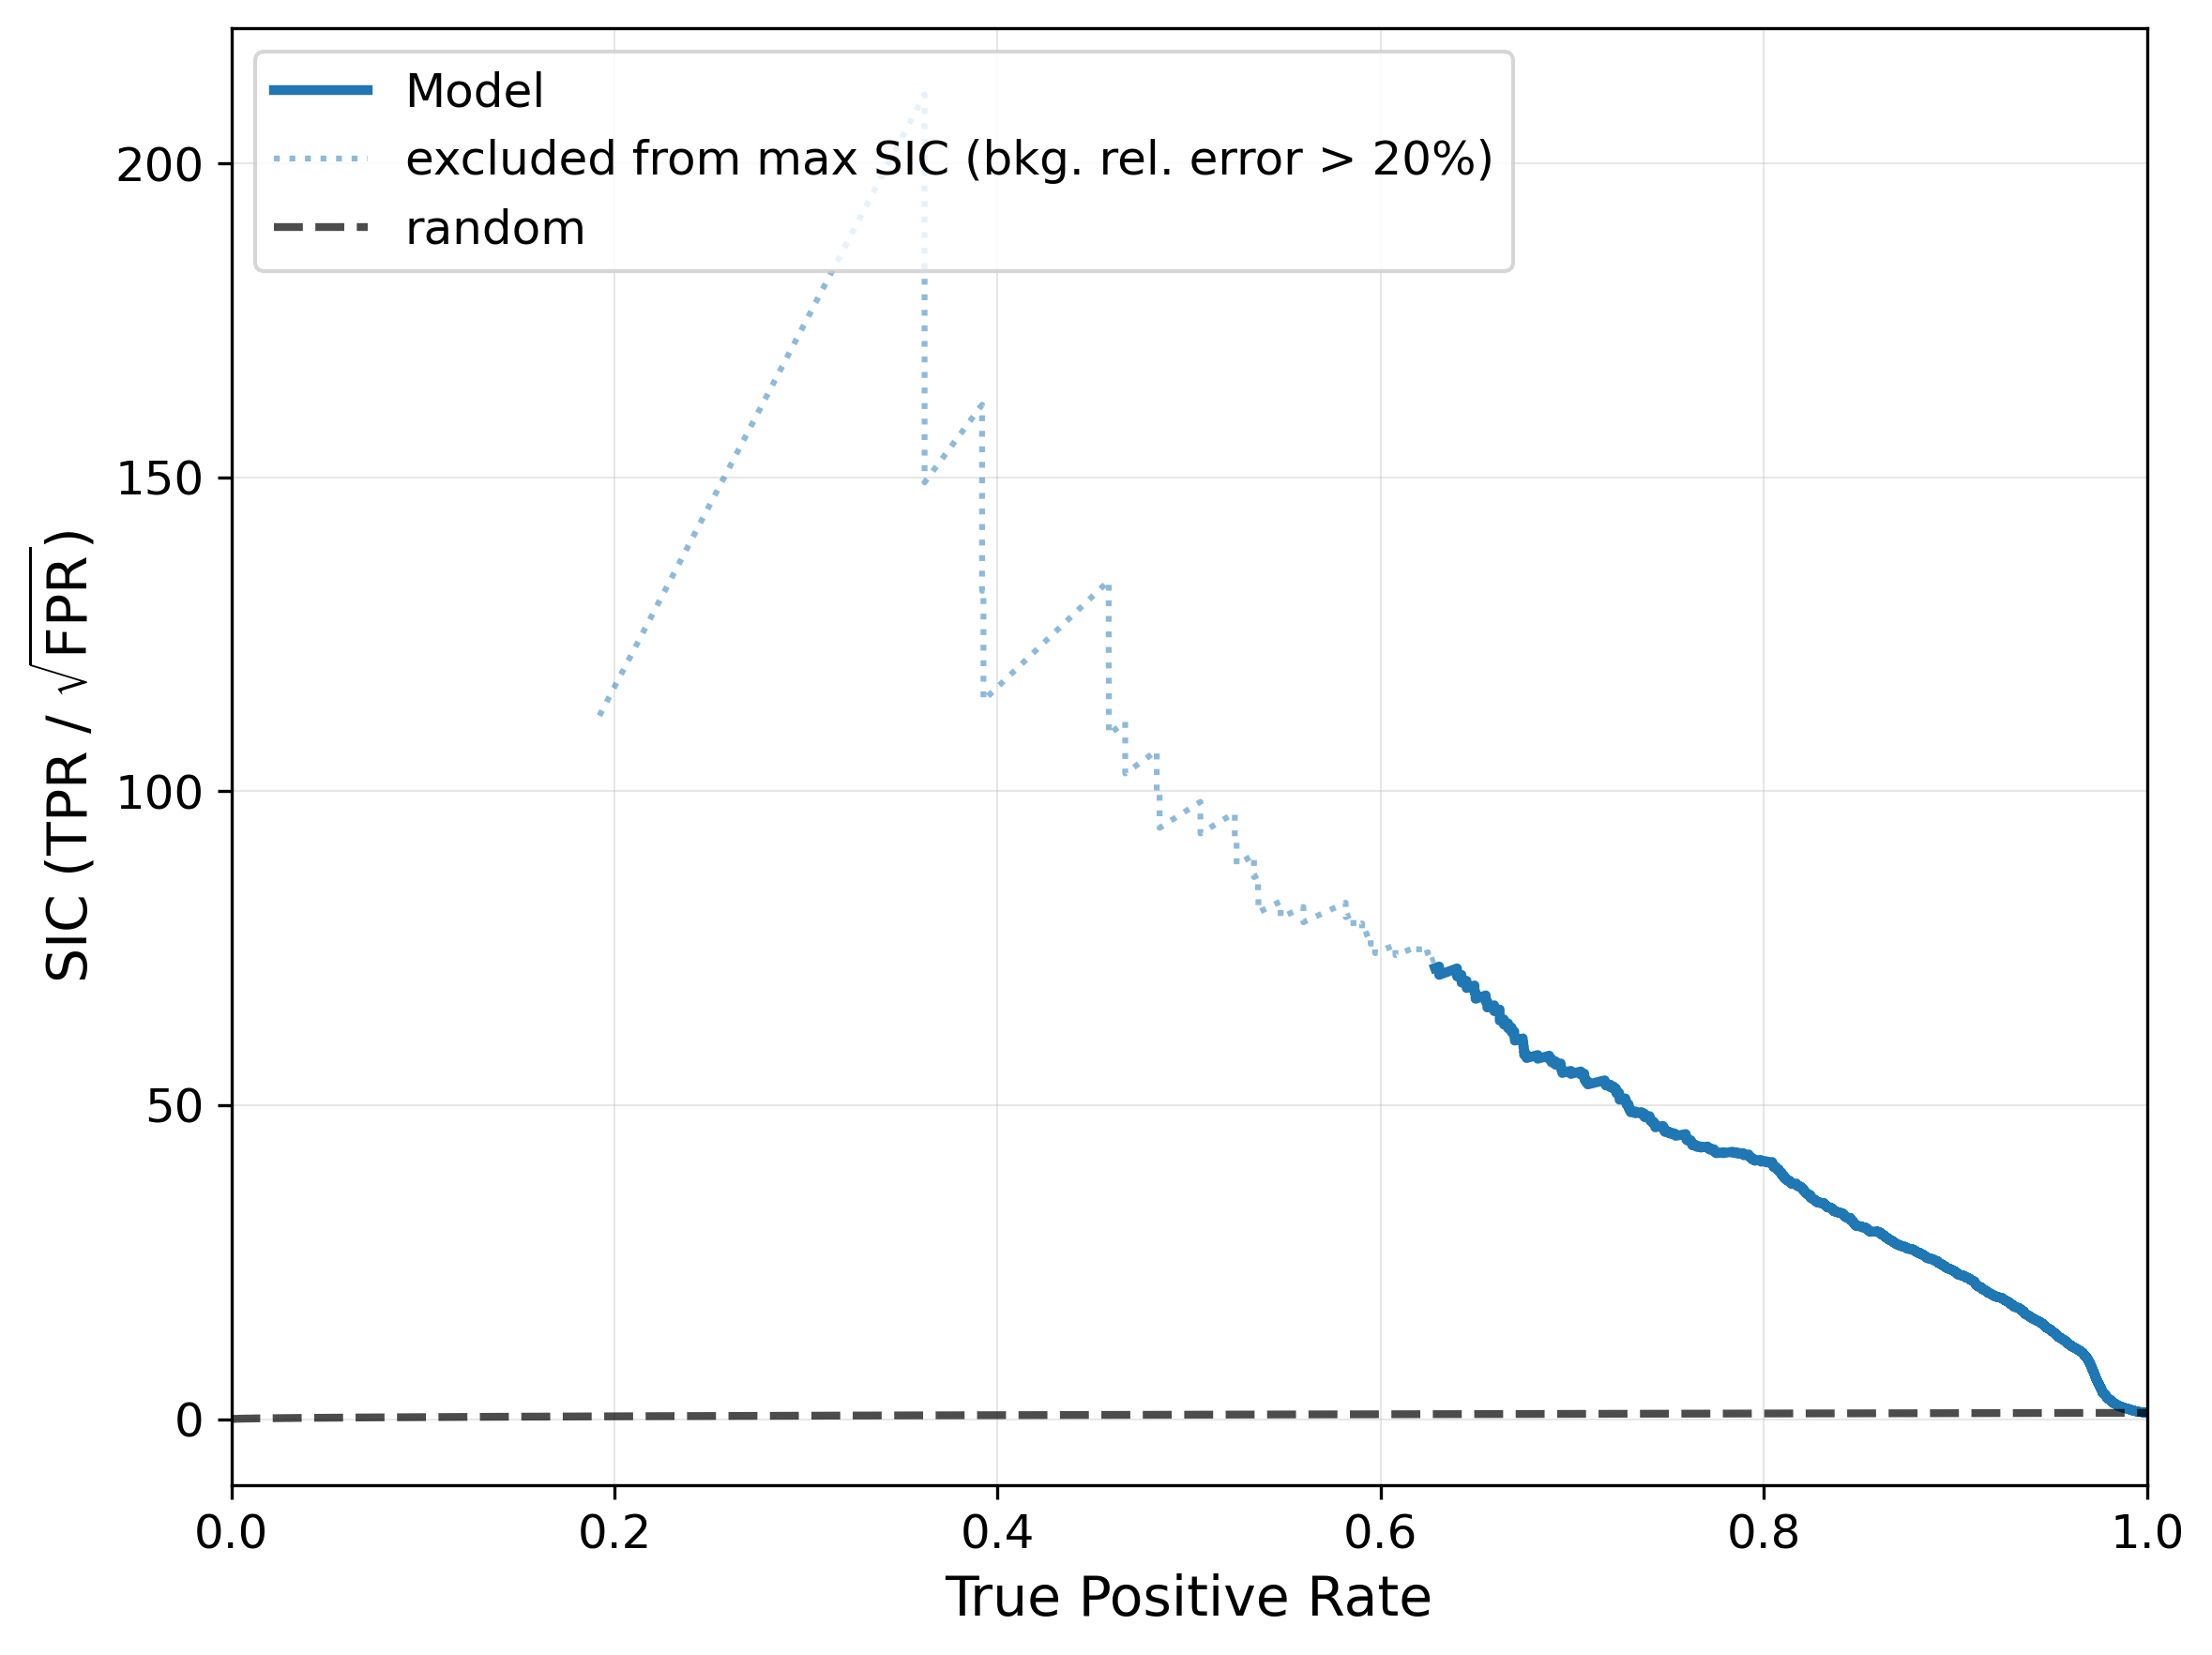 Model
excluded from max SIC (bkg. rel. error > 20%)
random
200
150
100
50
0
SIC (TPR / √FPR)
0.0 0.2 0.4 0.6 0.8 1.0
True Positive Rate